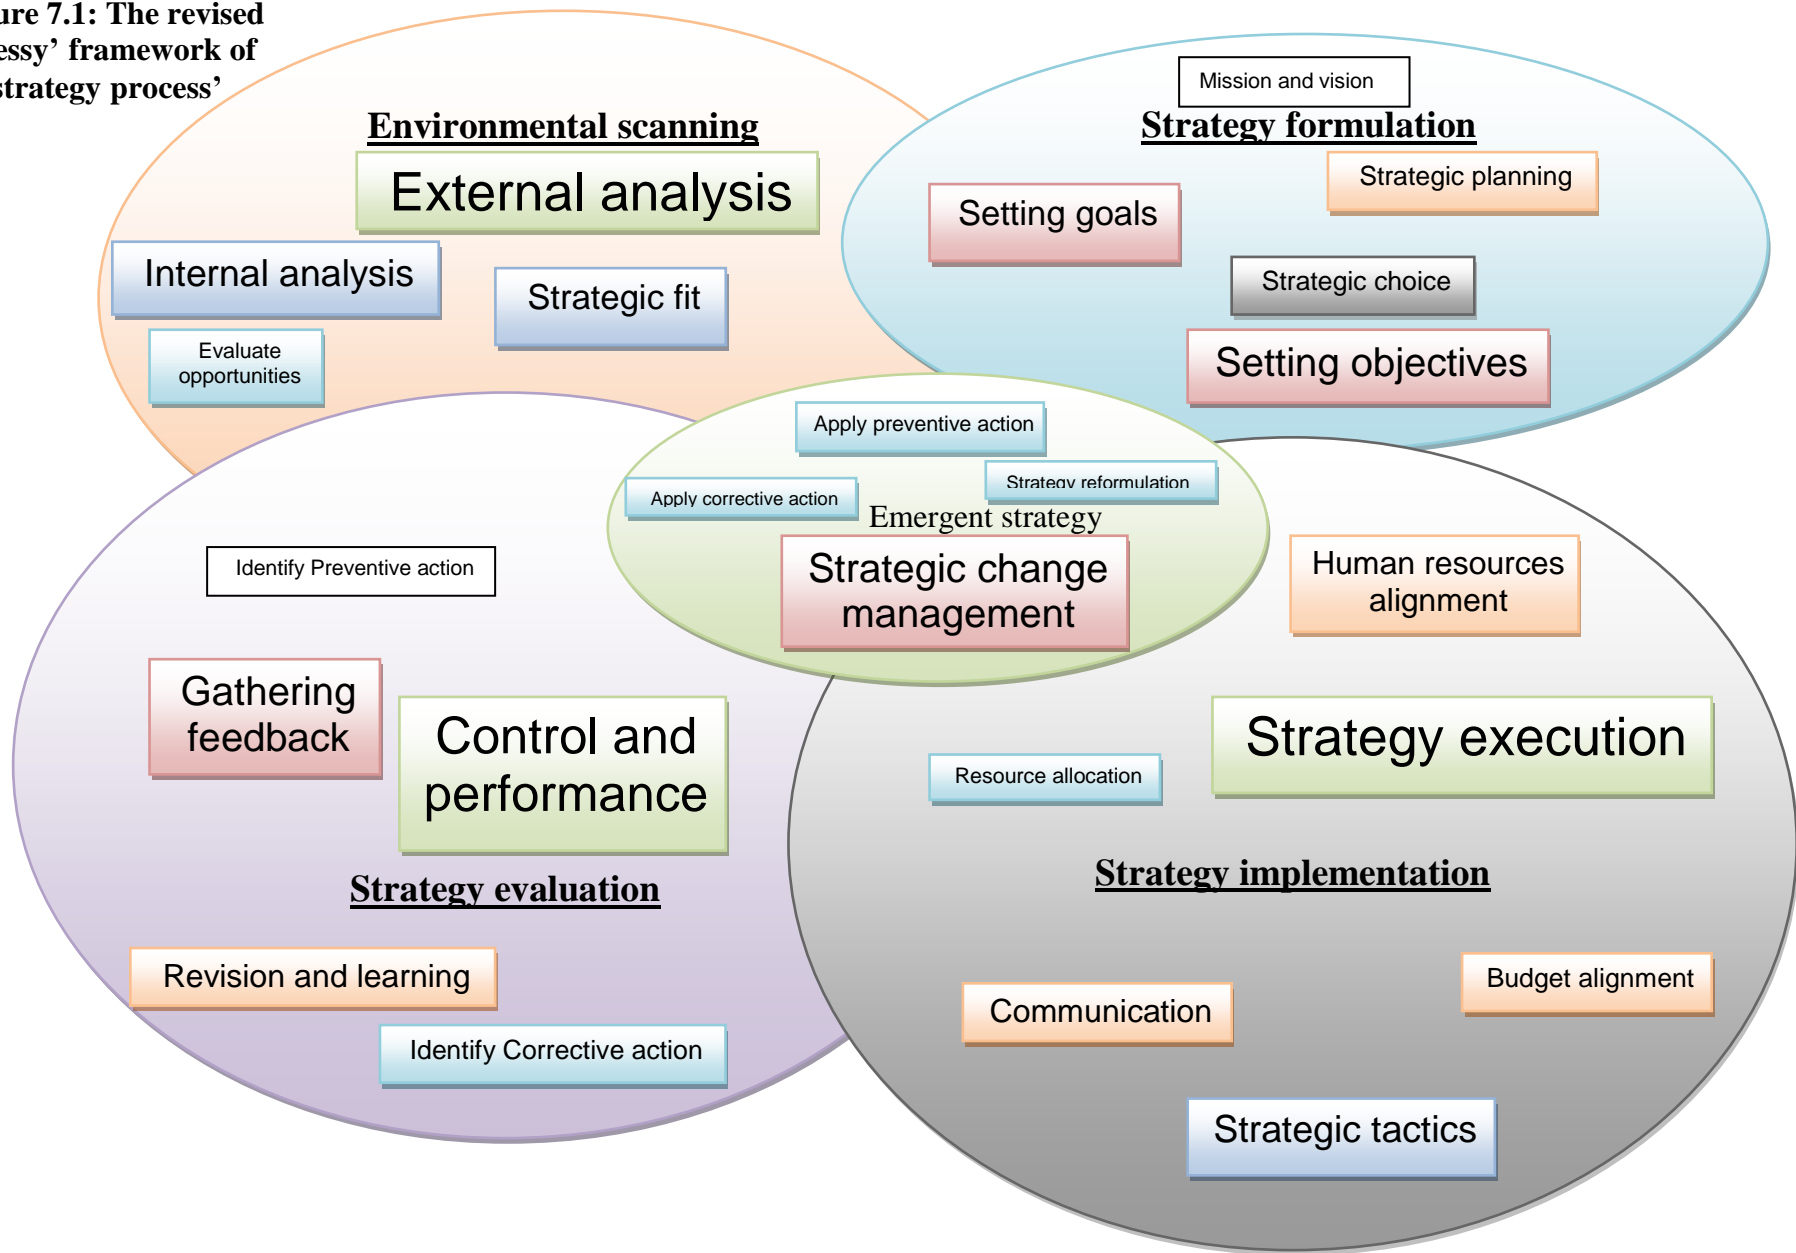 ure 7.1: The revised
essy’ framework of
strategy process’
Mission and vision
Environmental scanning
Strategy formulation
External analysis
Strategic planning
Setting goals
Internal analysis
Strategic fit
Strategic choice
Evaluate
opportunities
Setting objectives
Apply preventive action
Strategy reformulation
Apply corrective action
Emergent strategy
Strategic change
management
Identify Preventive action
Human resources
alignment
Gathering
feedback
Control and
performance
Strategy execution
Resource allocation
Strategy evaluation
Strategy implementation
Revision and learning
Identify Corrective action
Communication
Budget alignment
Strategic tactics